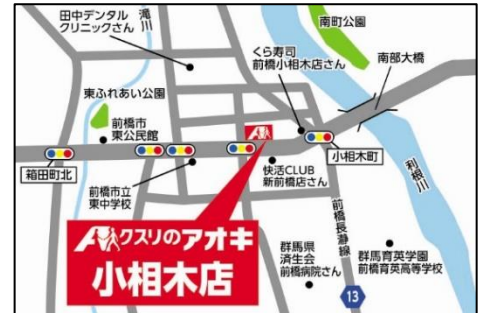 田中デンタル
クリニックさん
滝川
南町公園
くら寿司
前橋小相木店さん
南部大橋
東ふれあい公園
前橋市
東公民館
箱田町北
小相木町
前橋市立
東中学校
快活CLUB
新前橋店さん
利根川
前橋長瀞線
クスリのアオキ
小相木店
群馬県
済生会
前橋病院さん
群馬育英学園
前橋育英高等学校
13